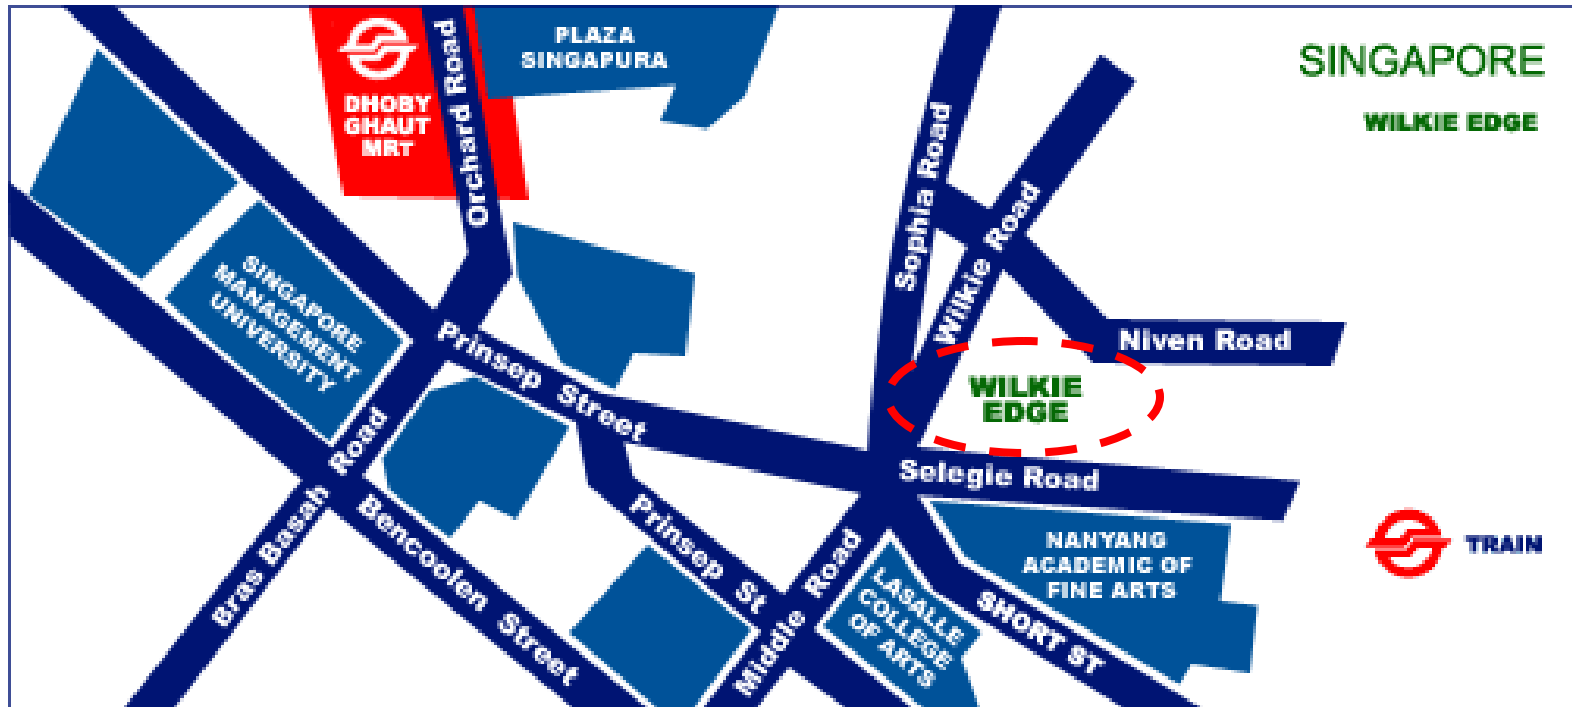 PLAZA
SINGAPURA
SINGAPORE
WILKIE EDGE
DHOBY
GHAUT
MRT
Orchard Road
Sophia Road
Wilkie Road
SINGAPORE
MANAGEMENT
UNIVERSITY
Niven Road
Prinsep Street
WILKIE
EDGE
Selegie Road
Bras Basah Road
Bencoolen Street
Prinsep St
Middle Road
NANYANG
ACADEMIC OF
FINE ARTS
TRAIN
LASALLE
COLLEGE
OF ARTS
SHORT ST